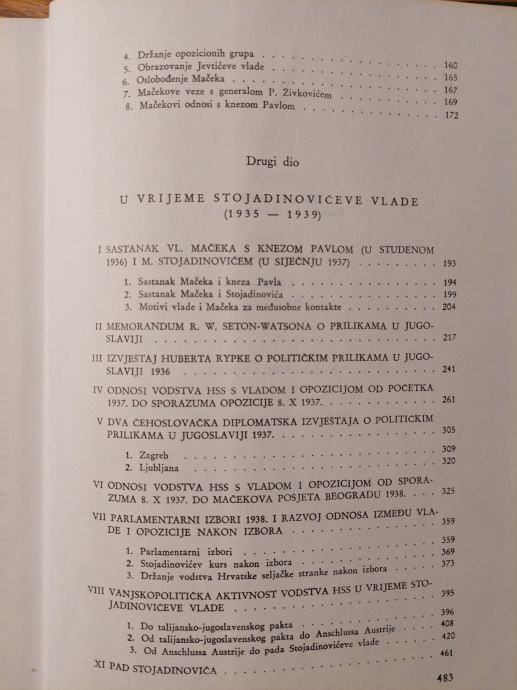 4. Držanje opozicionih grupa
5. Obrazovanje Jevtićeve vlade 160
6. Oslobođenje Mačeka 165
7. Mačekove veze s generalom P. Živkovićem 167
8. Mačekovi odnosi s knezom Pavlom 169
172
Drugi dio
U VRIJEME STOJADINOVIĆEVE VLADE
(1935 — 1939)
I SASTANAK VL. MAČEKA S KNEZOM PAVLOM (U STUDENOM
1936) I M. STOJADINOVIĆEM (U SIJEČNJU 1937) 193
1. Sastanak Mačeka i kneza Pavla 194
2. Sastanak Mačeka i Stojadinovića 199
3. Motivi vlade i Mačeka za međusobne kontakte 204
II MEMORANDUM R. W. SETON-WATSONA O PRILIKAMA U JUGO-
SLAVIJI 217
III IZVJEŠTAJ HUBERTA RYPKE O POLITIČKIM PRILIKAMA U JUGO-
SLAVIJI 1936 241
IV ODNOSI VODSTVA HSS S VLADOM I OPOZICIJOM OD POČETKA
1937. DO SPORAZUMA OPOZICIJE 8. X 1937. 261
V DVA ČEHOSLOVAČKA DIPLOMATSKA IZVJEŠTAJA O POLITIČKIM
PRILIKAMA U JUGOSLAVIJI 1937. 305
1. Zagreb 309
2. Ljubljana 320
VI ODNOSI VODSTVA HSS S VLADOM I OPOZICIJOM OD SPORA-
ZUMA 8. X 1937. DO MAČEKOVA POSJETA BEOGRADU 1938. 325
VII PARLAMENTARNI IZBORI 1938. I RAZVOJ ODNOSA IZMEĐU VLA-
DE I OPOZICIJE NAKON IZBORA 359
1. Parlamentarni izbori 359
2. Stojadinovićev kurs nakon izbora 369
3. Držanje vodstva Hrvatske seljačke stranke nakon izbora 373
VIII VANJSKOPOLITIČKA AKTIVNOST VODSTVA HSS U VRIJEME STO-
JADINOVIĆEVE VLADE 395
1. Do talijansko-jugoslavenskog pakta 396
2. Od talijansko-jugoslavenskog pakta do Anschlussa Austrije 408
3. Od Anschlussa Austrije do pada Stojadinovićeve vlade 420
XI PAD STOJADINOVIĆA 461
483